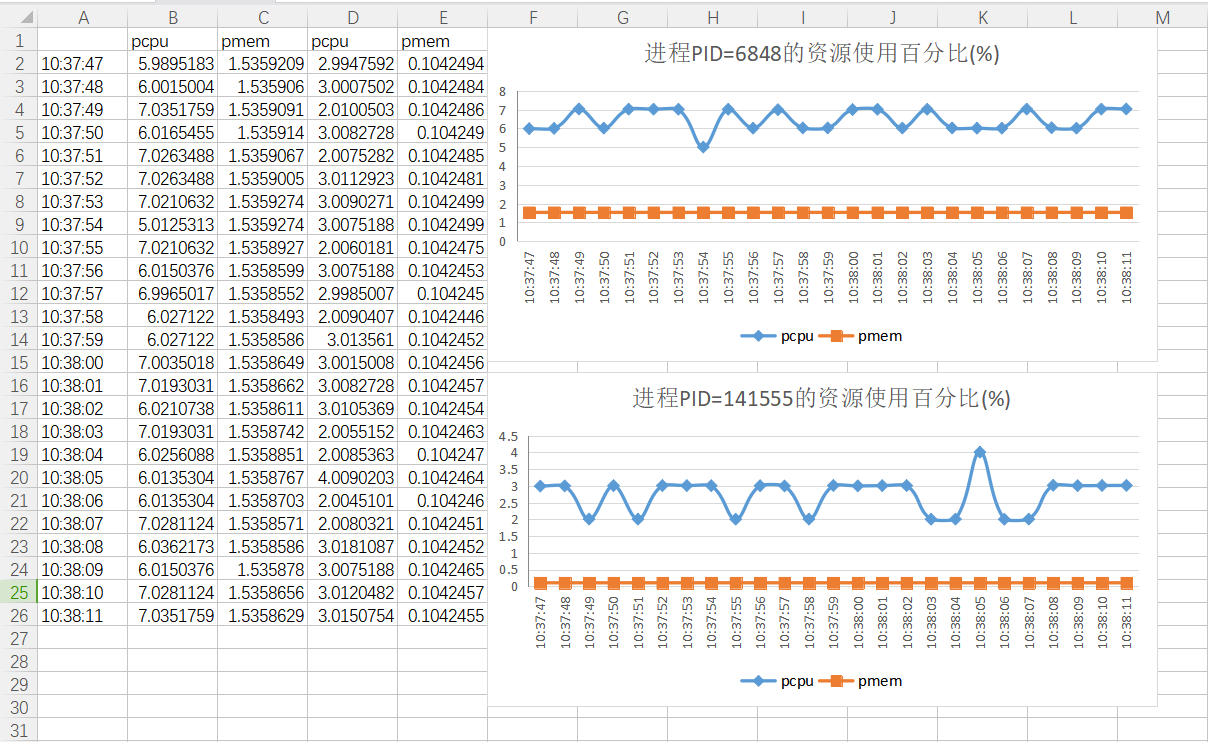 A B C D E F G H I J K L M
1 pcpu pmem pcpu pmem
2 10:37:47 5.9895183 1.5359209 2.9947592 0.1042494
3 10:37:48 6.0015004 1.535906 3.0007502 0.1042484
4 10:37:49 7.0351759 1.5359091 2.0100503 0.1042486
5 10:37:50 6.0165455 1.535914 3.0082728 0.104249
6 10:37:51 7.0263488 1.5359067 2.0075282 0.1042485
7 10:37:52 7.0263488 1.5359005 3.0112923 0.1042481
8 10:37:53 7.0210632 1.5359274 3.0090271 0.1042499
9 10:37:54 5.0125313 1.5359274 3.0075188 0.1042499
10 10:37:55 7.0210632 1.5358927 2.0060181 0.1042475
11 10:37:56 6.0150376 1.5358599 3.0075188 0.1042453
12 10:37:57 6.9965017 1.5358552 2.9985007 0.104245
13 10:37:58 6.027122 1.5358493 2.0090407 0.1042446
14 10:37:59 6.027122 1.5358586 3.013561 0.1042452
15 10:38:00 7.0035018 1.5358649 3.0015008 0.1042456
16 10:38:01 7.0193031 1.5358662 3.0082728 0.1042457
17 10:38:02 6.0210738 1.5358611 3.0105369 0.1042454
18 10:38:03 7.0193031 1.5358742 2.0055152 0.1042463
19 10:38:04 6.0256088 1.5358851 2.0085363 0.104247
20 10:38:05 6.0135304 1.5358767 4.0090203 0.1042464
21 10:38:06 6.0135304 1.5358703 2.0045101 0.104246
22 10:38:07 7.0281124 1.5358571 2.0080321 0.1042451
23 10:38:08 6.0362173 1.5358586 3.0181087 0.1042452
24 10:38:09 6.0150376 1.535878 3.0075188 0.1042465
25 10:38:10 7.0281124 1.5358656 3.0120482 0.1042457
26 10:38:11 7.0351759 1.5358629 3.0150754 0.1042455
27
28
29
30
31
进程PID=6848的资源使用百分比(%)
8
7
6
5
4
3
2
1
0
10:37:47 10:37:48 10:37:49 10:37:50 10:37:51 10:37:52 10:37:53 10:37:54 10:37:55 10:37:56 10:37:57 10:37:58 10:37:59 10:38:00 10:38:01 10:38:02 10:38:03 10:38:04 10:38:05 10:38:06 10:38:07 10:38:08 10:38:09 10:38:10 10:38:11
pcpu pmem
进程PID=141555的资源使用百分比(%)
4.5
4
3.5
3
2.5
2
1.5
1
0.5
0
10:37:47 10:37:48 10:37:49 10:37:50 10:37:51 10:37:52 10:37:53 10:37:54 10:37:55 10:37:56 10:37:57 10:37:58 10:37:59 10:38:00 10:38:01 10:38:02 10:38:03 10:38:04 10:38:05 10:38:06 10:38:07 10:38:08 10:38:09 10:38:10 10:38:11
pcpu pmem